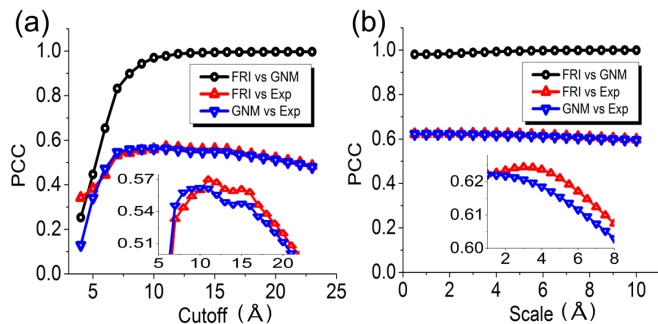 (a)
PCC
1.0
0.8
0.6
0.4
0.2
0.0
FRI vs GNM
FRI vs Exp
GNM vs Exp
0.57
0.54
0.51
5 10 15 20
5 10 15 20 25
Cutoff (Å)
(b)
PCC
1.0
0.8
0.6
0.4
0.2
0.0
FRI vs GNM
FRI vs Exp
GNM vs Exp
0.62
0.61
0.60
2 4 6 8
0 2 4 6 8 10
Scale (Å)